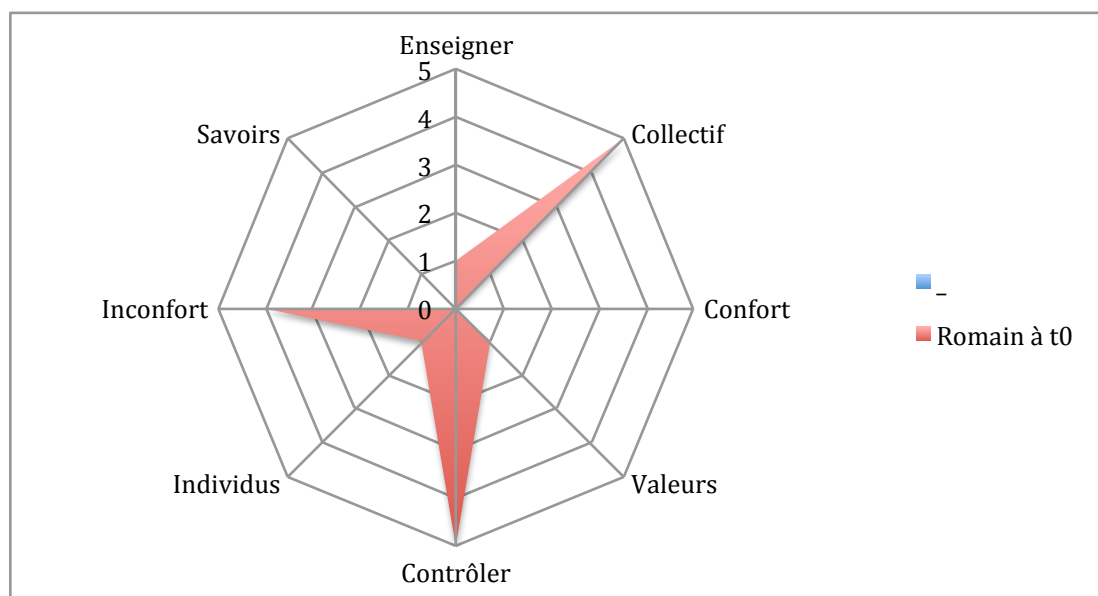 Enseigner
5
Savoirs
Collectif
4
3
2
1
Inconfort
0
Confort
_
Romain à t0
Individus
Valeurs
Contrôler